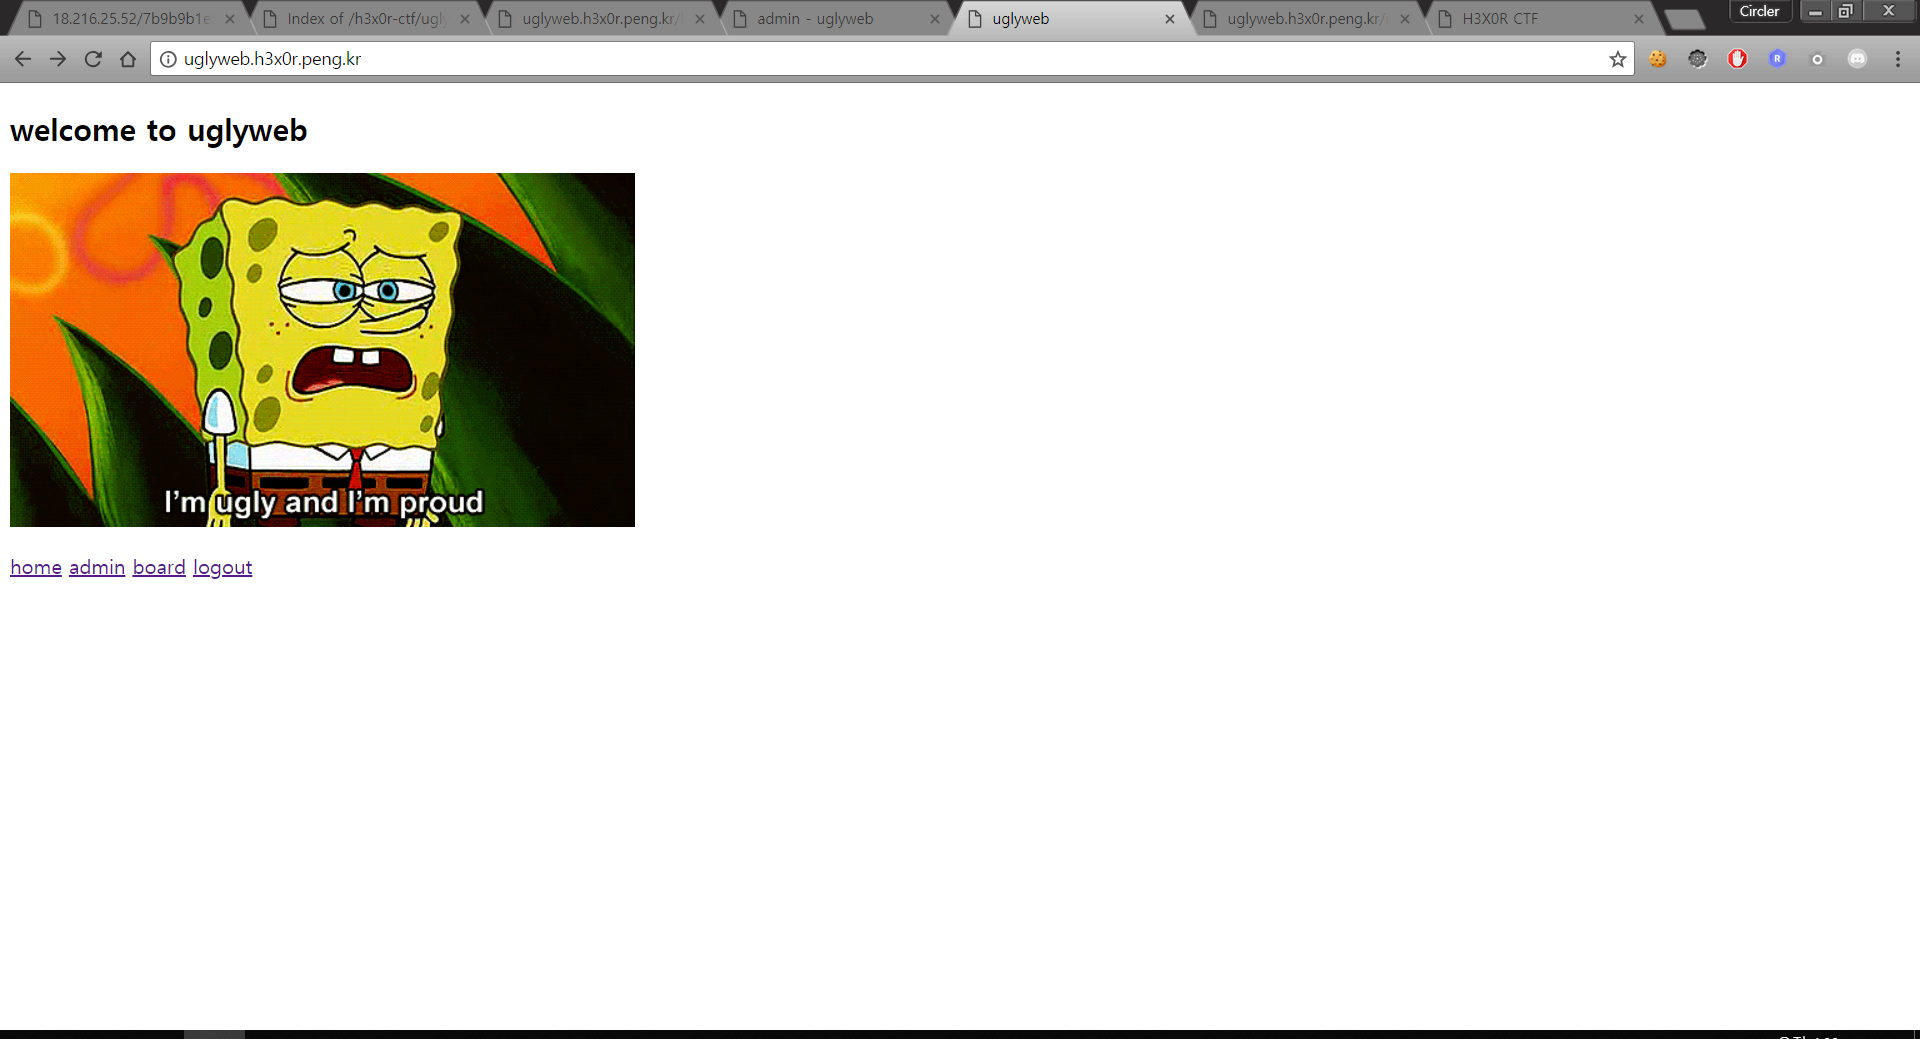 18.216.25.52/7b9b9b1e
Index of /h3x0r-ctf/ugly
uglyweb.h3x0r.peng.kr/
admin - uglyweb
uglyweb
uglyweb.h3x0r.peng.kr/
H3X0R CTF
Circler
uglyweb.h3x0r.peng.kr
R
welcome to uglyweb
I'm ugly and I'm proud
home admin board logout